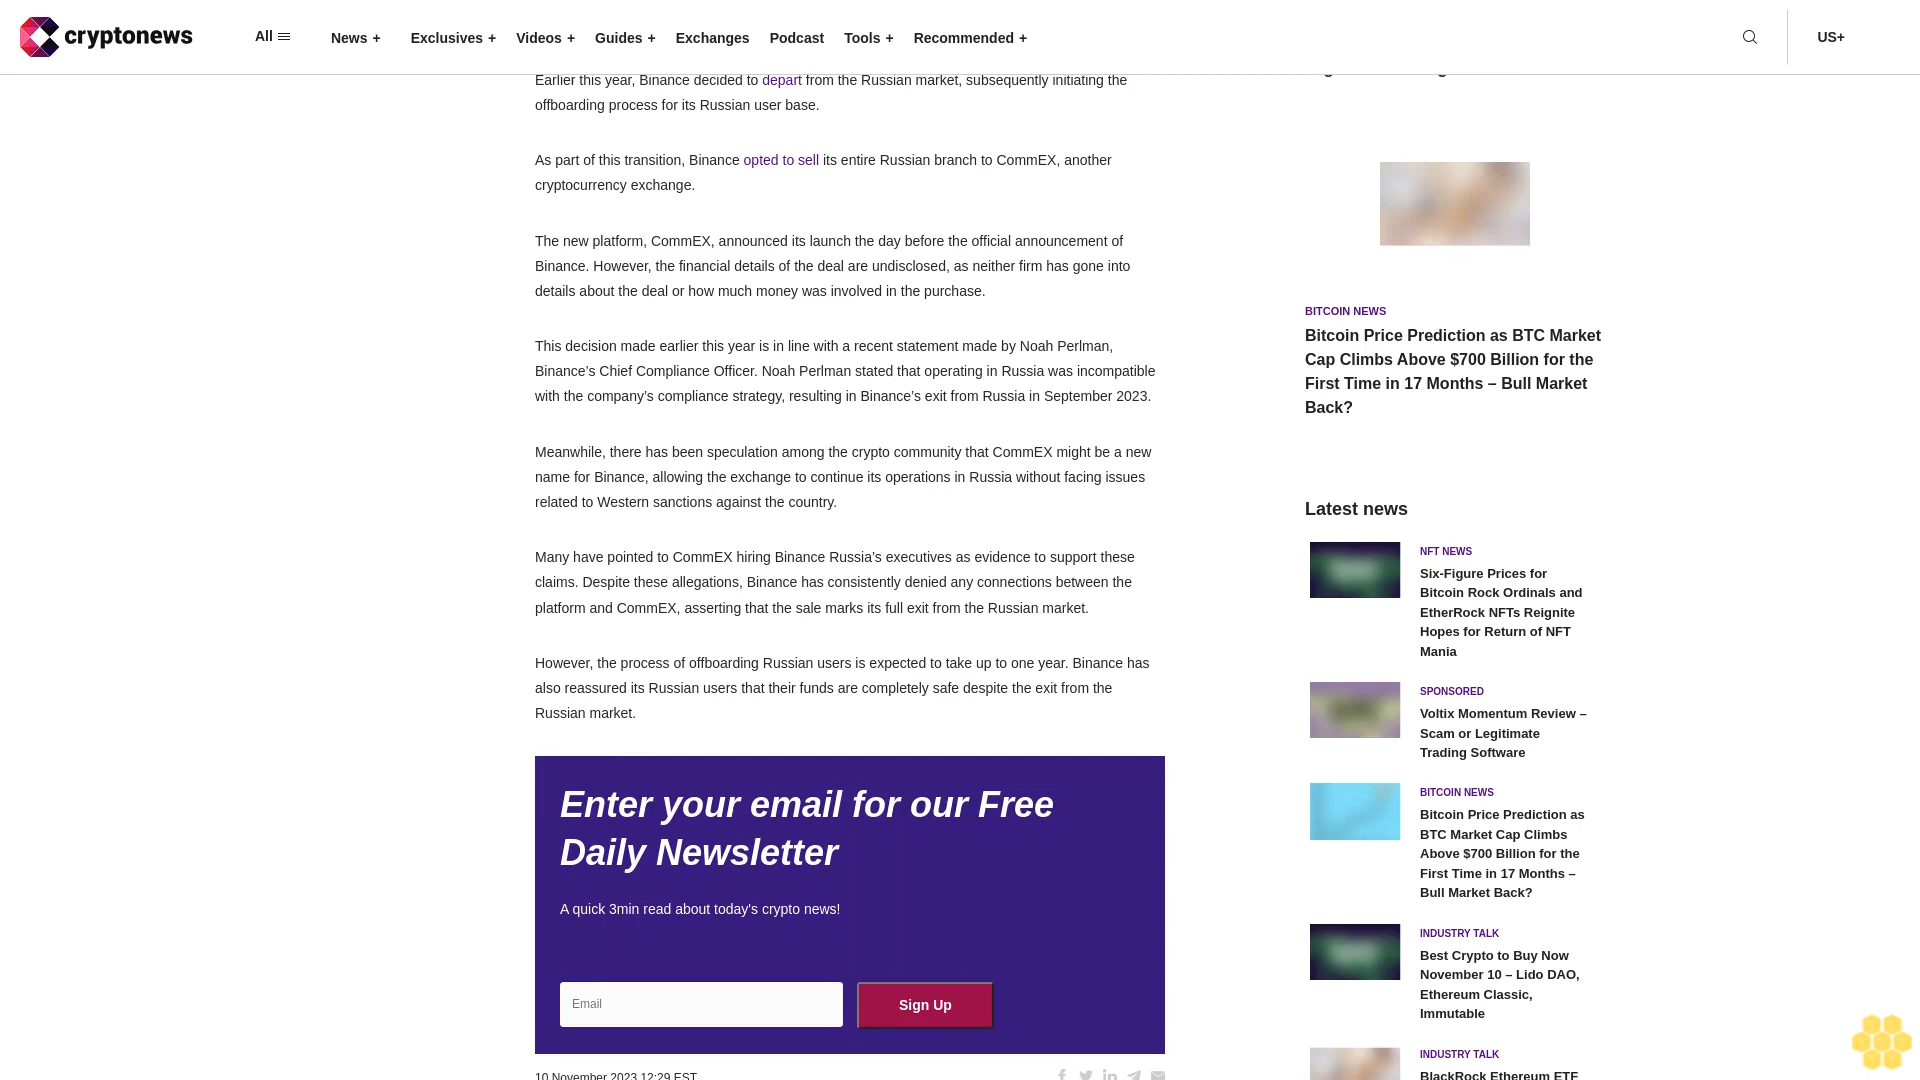 cryptonews
All
News +
Exclusives +
Videos +
Guides +
Exchanges
Podcast
Tools +
Recommended +
US+
Earlier this year, Binance decided to depart from the Russian market, subsequently initiating the
offboarding process for its Russian user base.
As part of this transition, Binance opted to sell its entire Russian branch to CommEX, another
cryptocurrency exchange.
The new platform, CommEX, announced its launch the day before the official announcement of
Binance. However, the financial details of the deal are undisclosed, as neither firm has gone into
details about the deal or how much money was involved in the purchase.
This decision made earlier this year is in line with a recent statement made by Noah Perlman,
Binance’s Chief Compliance Officer. Noah Perlman stated that operating in Russia was incompatible
with the company’s compliance strategy, resulting in Binance’s exit from Russia in September 2023.
Meanwhile, there has been speculation among the crypto community that CommEX might be a new
name for Binance, allowing the exchange to continue its operations in Russia without facing issues
related to Western sanctions against the country.
Many have pointed to CommEX hiring Binance Russia’s executives as evidence to support these
claims. Despite these allegations, Binance has consistently denied any connections between the
platform and CommEX, asserting that the sale marks its full exit from the Russian market.
However, the process of offboarding Russian users is expected to take up to one year. Binance has
also reassured its Russian users that their funds are completely safe despite the exit from the
Russian market.
Enter your email for our Free
Daily Newsletter
A quick 3min read about today's crypto news!
Email
Sign Up
10 November 2023 12:29 EST
BITCOIN NEWS
Bitcoin Price Prediction as BTC Market
Cap Climbs Above $700 Billion for the
First Time in 17 Months – Bull Market
Back?
Latest news
NFT NEWS
Six-Figure Prices for
Bitcoin Rock Ordinals and
EtherRock NFTs Reignite
Hopes for Return of NFT
Mania
SPONSORED
Voltix Momentum Review –
Scam or Legitimate
Trading Software
BITCOIN NEWS
Bitcoin Price Prediction as
BTC Market Cap Climbs
Above $700 Billion for the
First Time in 17 Months –
Bull Market Back?
INDUSTRY TALK
Best Crypto to Buy Now
November 10 – Lido DAO,
Ethereum Classic,
Immutable
INDUSTRY TALK
BlackRock Ethereum ETF